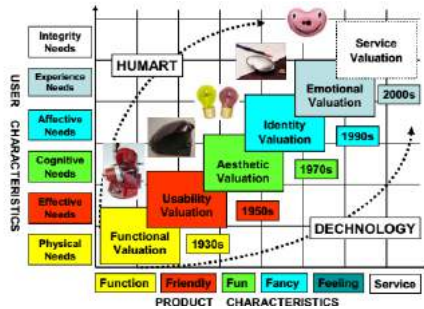 Integrity
Needs
Experience
Needs
Affective
Needs
Cognitive
Needs
Effective
Needs
Physical
Needs
USER CHARACTERISTICS
HUMART
Service
Valuation
Emotional
Valuation
2000s
Identity
Valuation
1990s
Aesthetic
Valuation
1970s
Usability
Valuation
1950s
Functional
Valuation
1930s
DECHNOLOGY
Function
Friendly
Fun
Fancy
Feeling
Service
PRODUCT CHARACTERISTICS